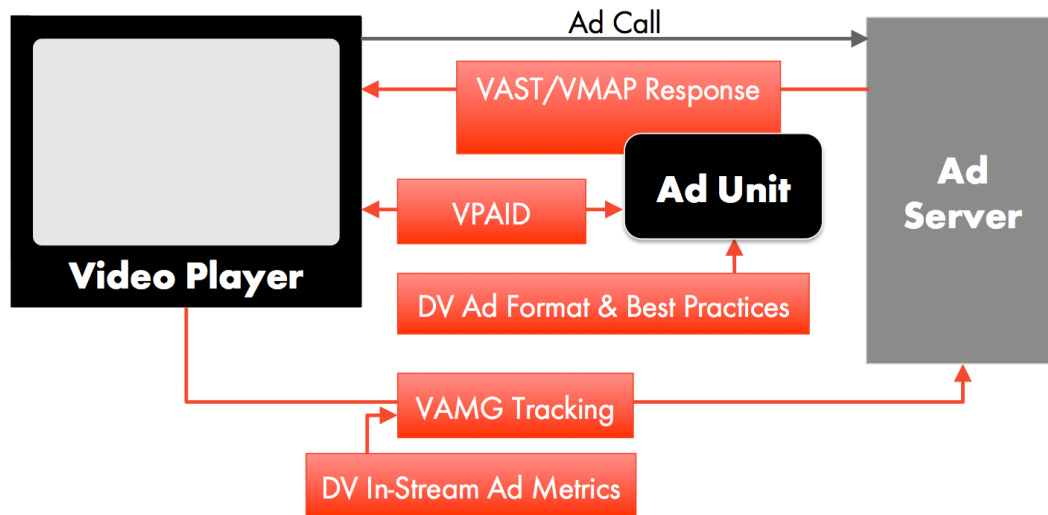 Ad Call
VAST/VMAP Response
Ad Unit
Ad
Server
VPAID
Video Player
DV Ad Format & Best Practices
VAMG Tracking
DV In-Stream Ad Metrics